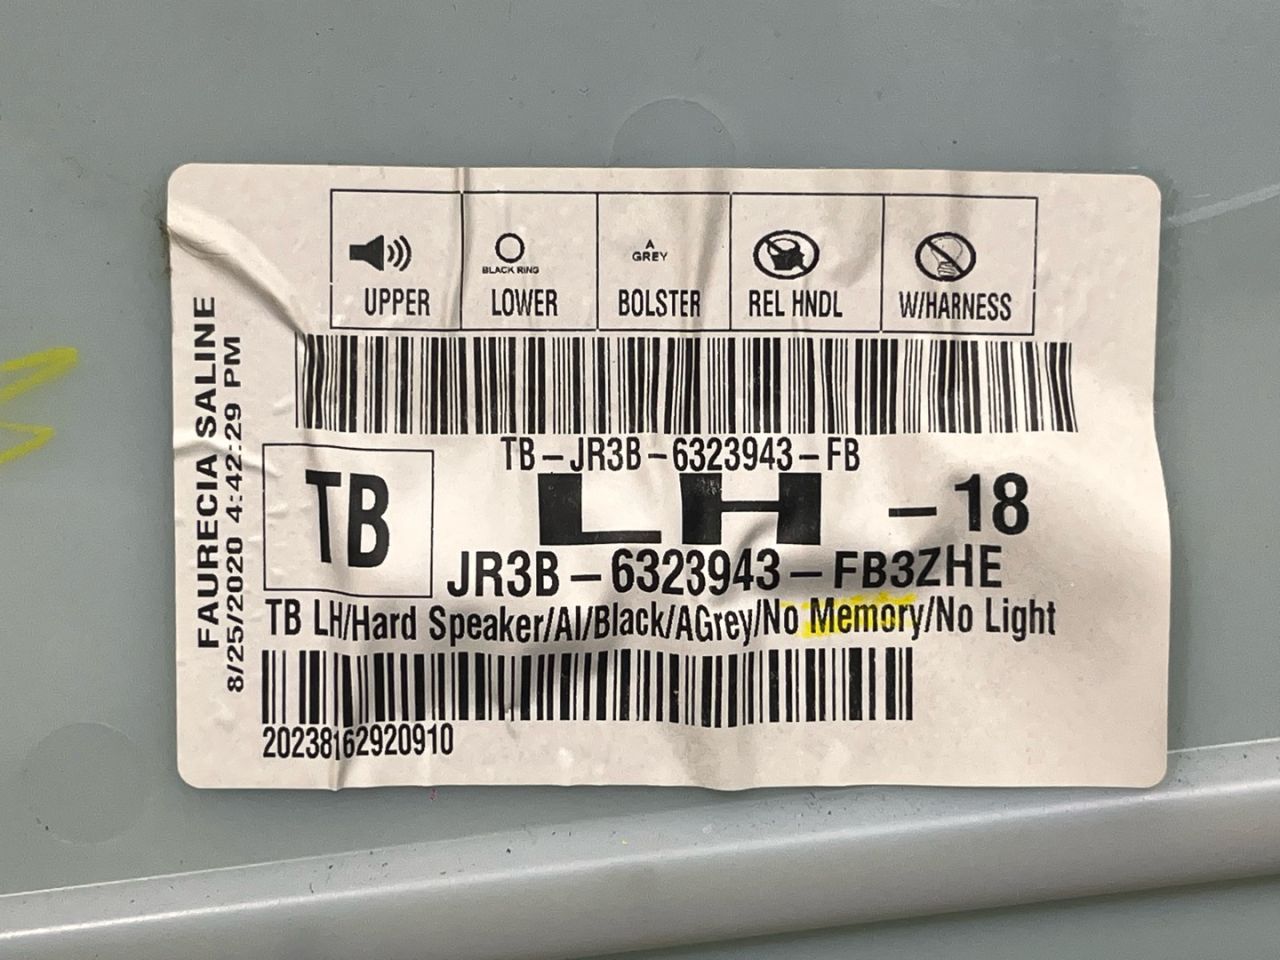 BLACK RING
A
GREY
UPPER
LOWER
BOLSTER
REL HNDL
W/HARNESS
FAURECIA SALINE
8/25/2020 4:42:29 PM
TB-JR3B-6323943-FB
TB
LH
-18
JR3B-6323943-FB3ZHE
TB LH/Hard Speaker/AI/Black/AGrey/No Memory/No Light
20238162920910